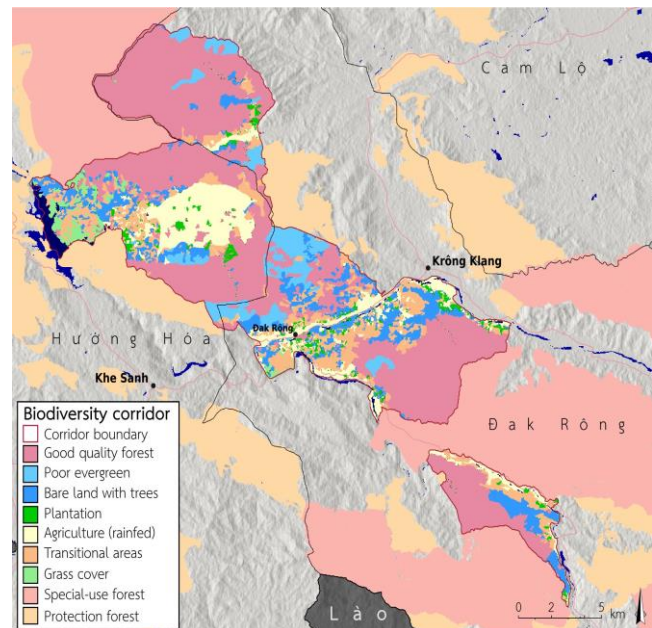 Cam Lộ
Krông Klang
Đak Rông
Hướng Hóa
Khe Sanh
Đak Rông
Lào
Biodiversity corridor
Corridor boundary
Good quality forest
Poor evergreen
Bare land with trees
Plantation
Agriculture (rainfed)
Transitional areas
Grass cover
Special-use forest
Protection forest
0 3 5
km